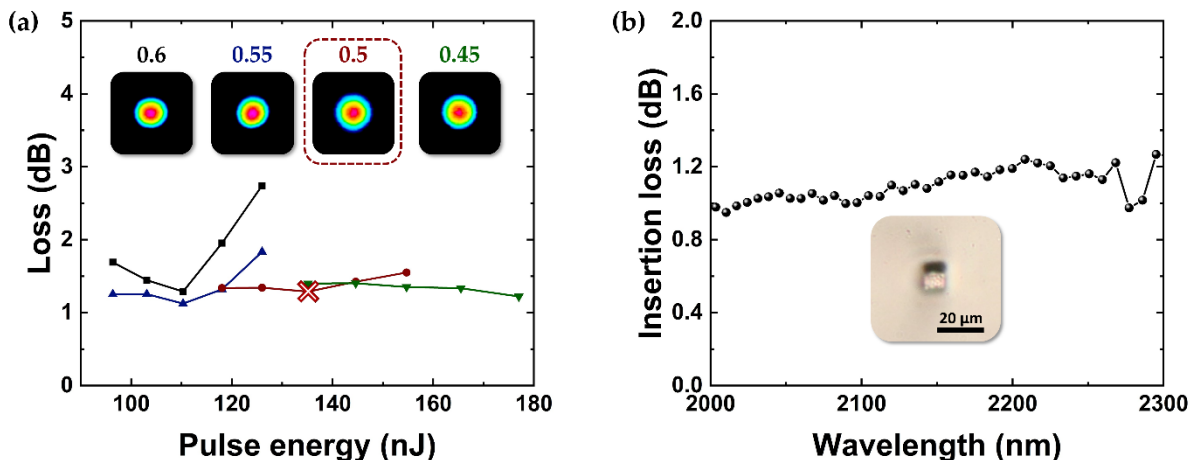 (a)
5
4
3
2
1
0
Loss (dB)
0.6 0.55 0.5 0.45
100 120 140 160 180
Pulse energy (nJ)
(b)
2.0
1.6
1.2
0.8
0.4
0.0
Insertion loss (dB)
20 µm
2000 2100 2200 2300
Wavelength (nm)